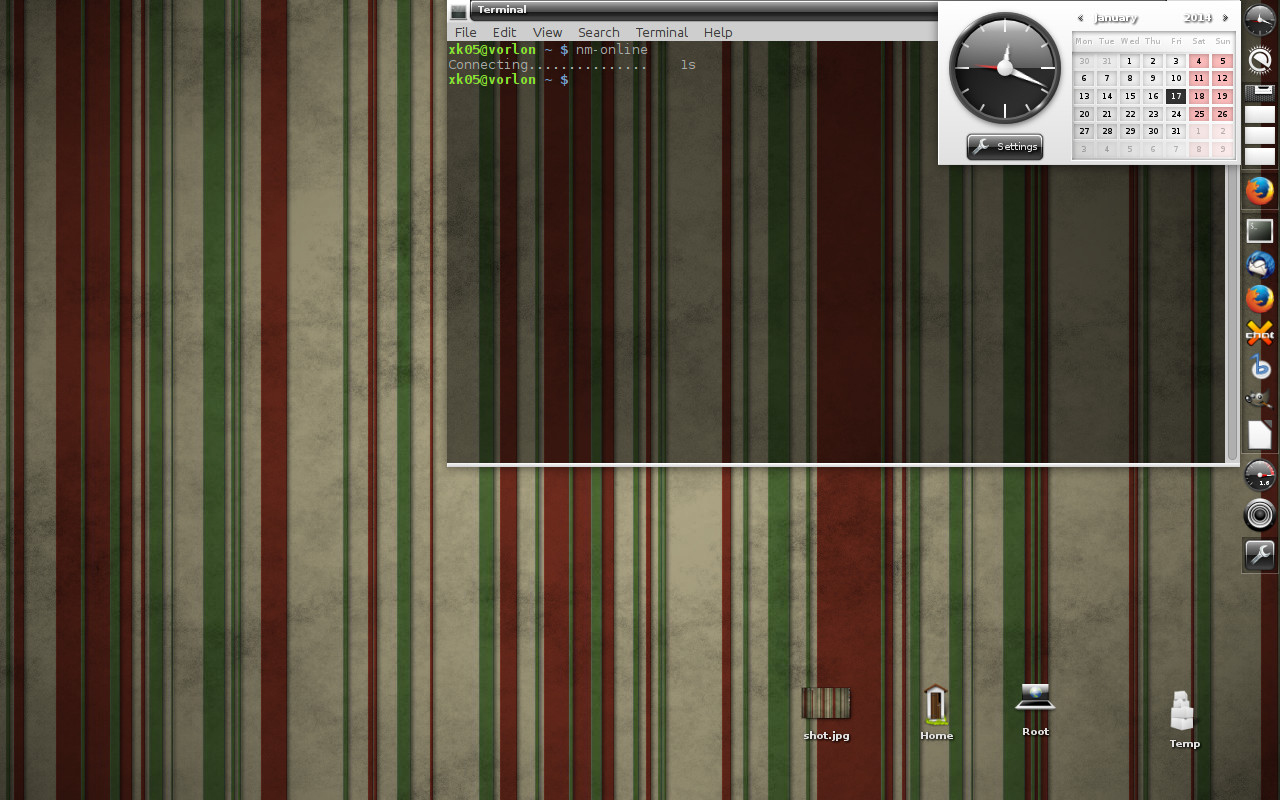 Terminal
File Edit View Search Terminal Help
xk05@vorlon ~ $ nm-online
Connecting............... 1s
xk05@vorlon ~ $
« January 2014 »
Mon Tue Wed Thu Fri Sat Sun
30 31 1 2 3 4 5
6 7 8 9 10 11 12
13 14 15 16 17 18 19
20 21 22 23 24 25 26
27 28 29 30 31 1 2
3 4 5 6 7 8 9
Settings
chat
1.6
shot.jpg
Home
Root
Temp